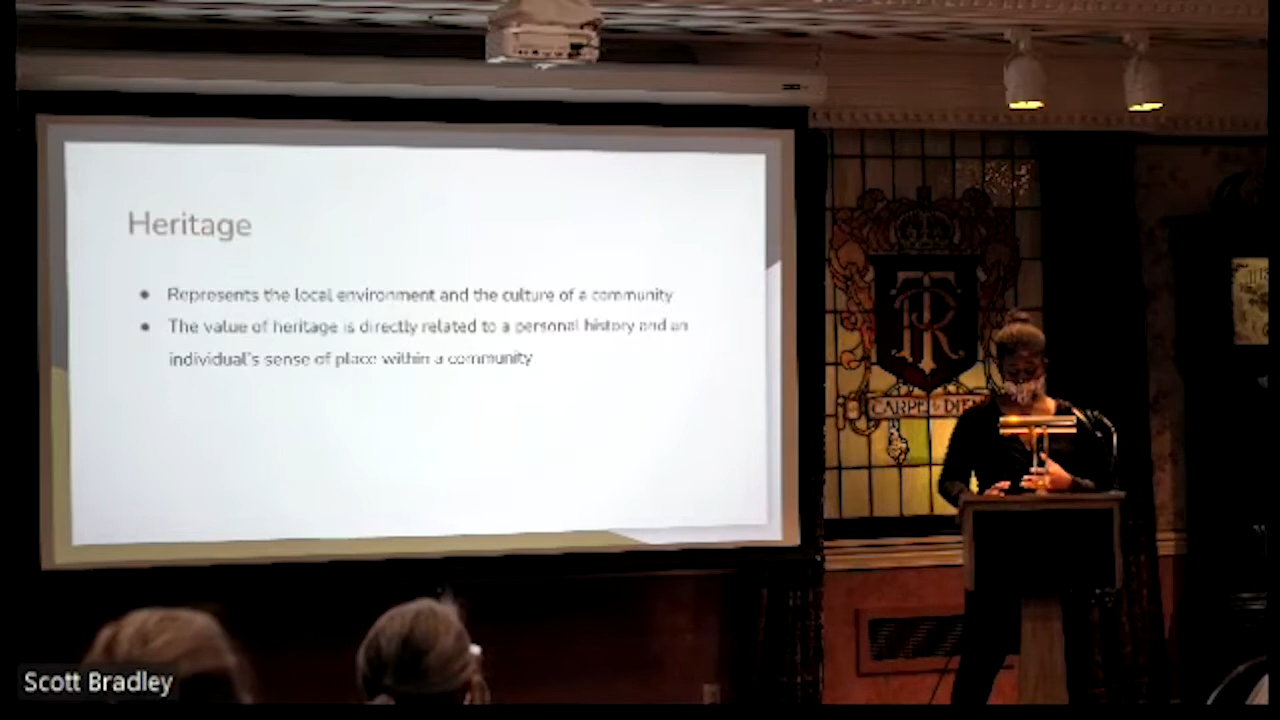 Heritage
● Represents the local environment and the culture of a community
● The value of heritage is directly related to a personal history and an
individual's sense of place within a community
TR
CARPE DIEM
Scott Bradley